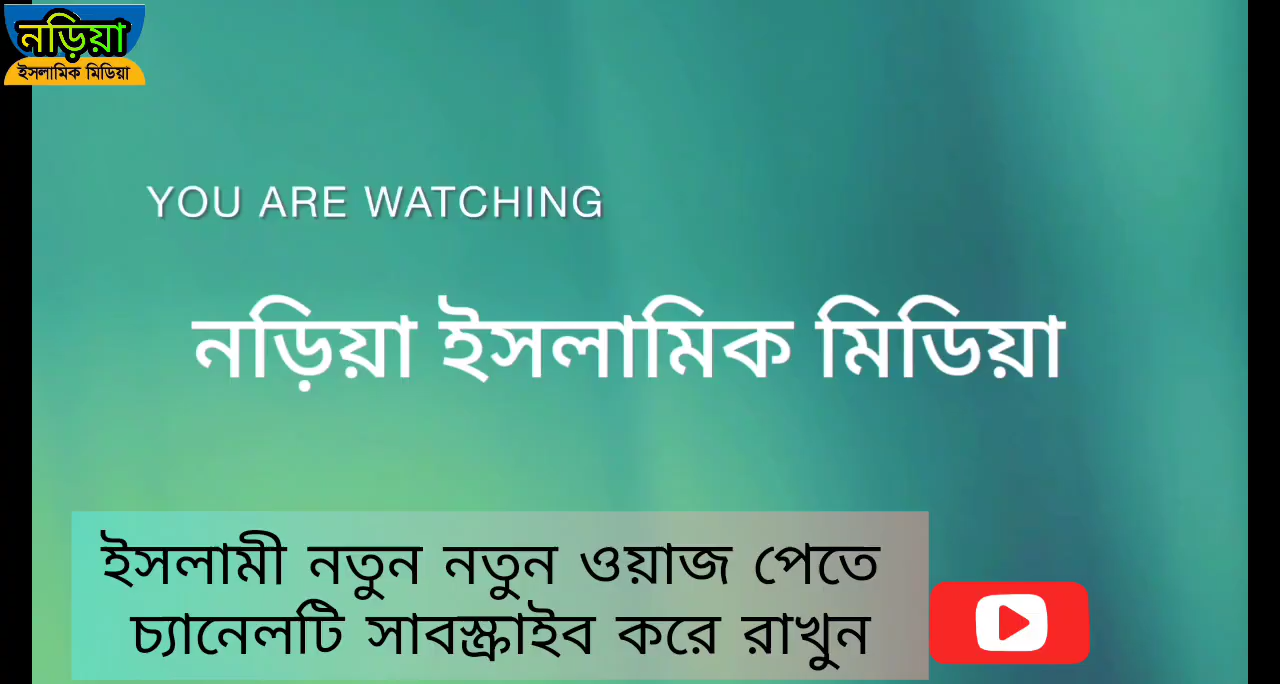 নড়িয়া
ইসলামিক মিডিয়া
YOU ARE WATCHING
নড়িয়া ইসলামিক মিডিয়া
ইসলামী নতুন নতুন ওয়াজ পেতে
চ্যানেলটি সাবস্ক্রাইব করে রাখুন